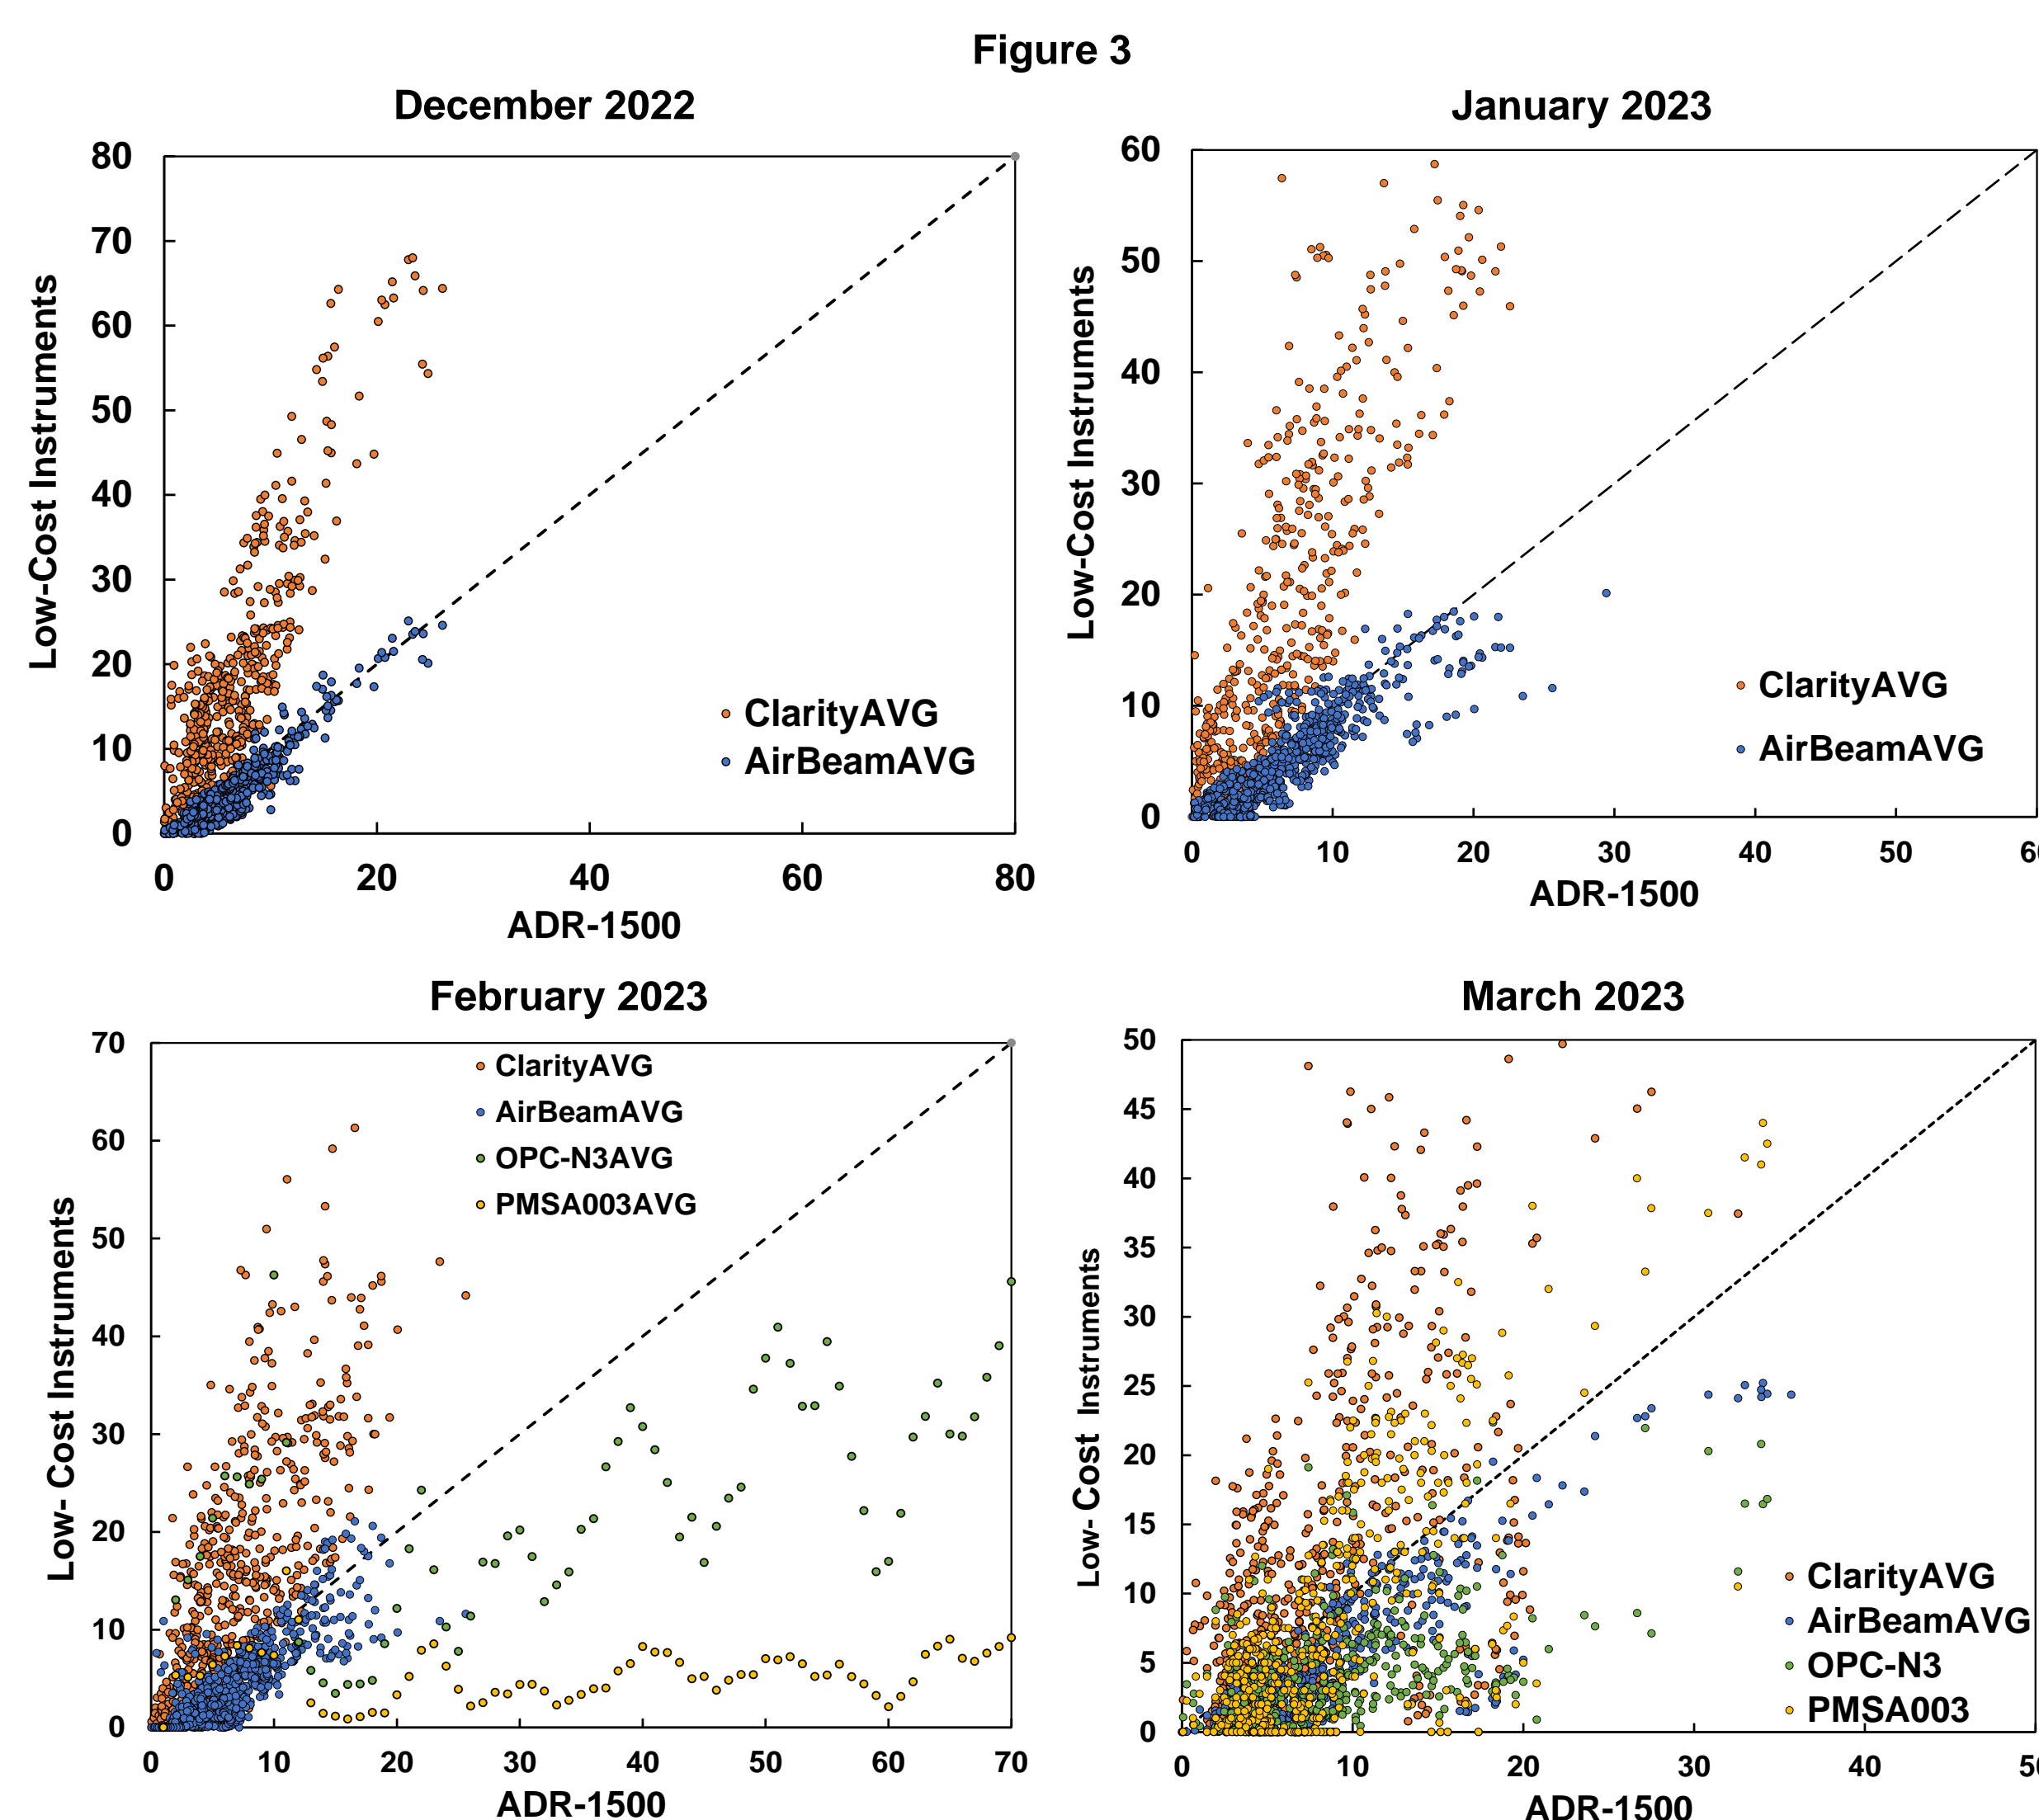 Figure 3
December 2022
80
70
60
50
40
30
20
10
0
0 20 40 60 80
Low-Cost Instruments
ADR-1500
ClarityAVG
AirBeamAVG
January 2023
60
50
40
30
20
10
0
0 10 20 30 40 50 6
Low-Cost Instruments
ADR-1500
ClarityAVG
AirBeamAVG
February 2023
70
60
50
40
30
20
10
0
0 10 20 30 40 50 60 70
Low- Cost Instruments
ADR-1500
ClarityAVG
AirBeamAVG
OPC-N3AVG
PMSA003AVG
March 2023
50
45
40
35
30
25
20
15
10
5
0
0 10 20 30 40 5
Low- Cost Instruments
ADR-1500
ClarityAVG
AirBeamAVG
OPC-N3
PMSA003